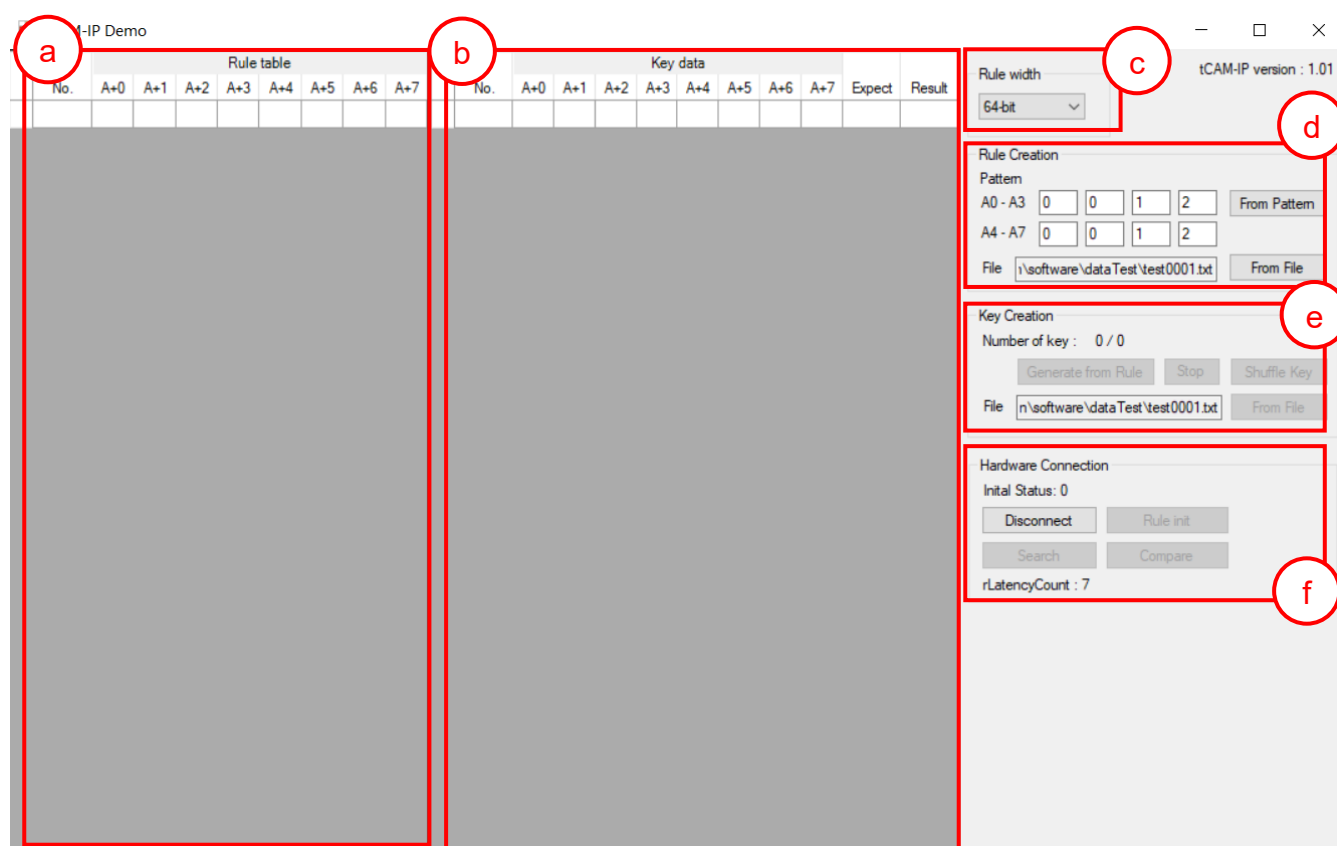 M-IP Demo
a
b
c
d
e
f
Rule table
No. A+0 A+1 A+2 A+3 A+4 A+5 A+6 A+7
Key data
No. A+0 A+1 A+2 A+3 A+4 A+5 A+6 A+7 Expect Result
Rule width
64-bit
tCAM-IP version : 1.01
Rule Creation
Pattern
A0 - A3 0 0 1 2 From Pattern
A4 - A7 0 0 1 2
File \software\dataTest\test0001.txt From File
Key Creation
Number of key : 0 / 0
Generate from Rule Stop Shuffle Key
File n\software\dataTest\test0001.txt From File
Hardware Connection
Inital Status: 0
Disconnect Rule init
Search Compare
rLatencyCount : 7